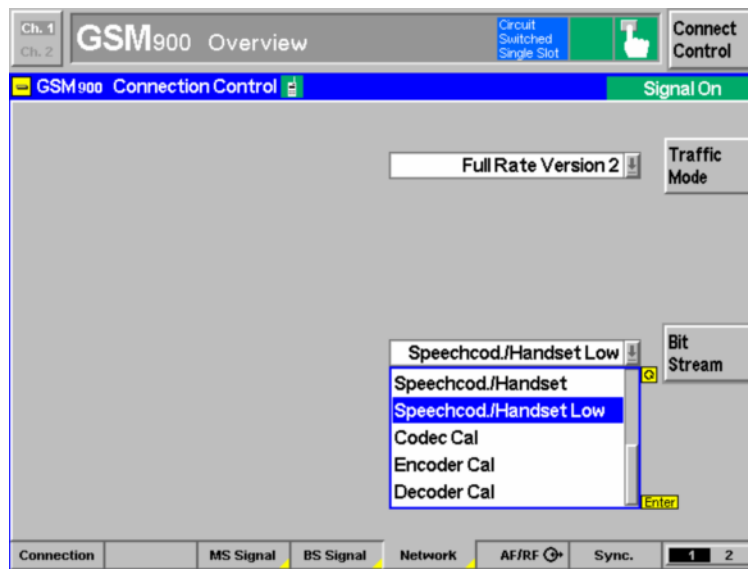 Ch. 1
Ch. 2
GSM900 Overview
Circuit
Switched
Single Slot
Connect
Control
GSM900 Connection Control
Signal On
Full Rate Version 2
Traffic
Mode
Speechcod./Handset Low
Bit
Stream
Speechcod./Handset
Speechcod./Handset Low
Codec Cal
Encoder Cal
Decoder Cal
Enter
Connection
MS Signal
BS Signal
Network
AF/RF
Sync.
1 2